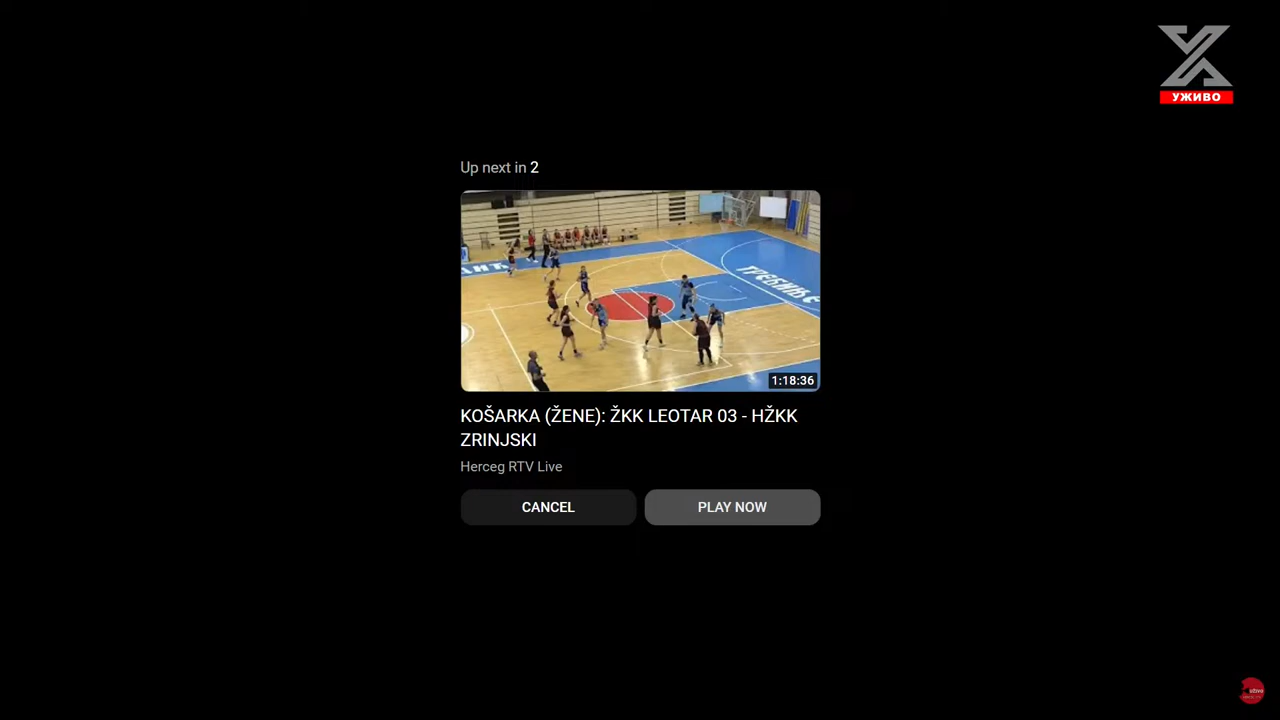 УЖИВО
Up next in 2
ТРЕБИЊЕ
1:18:36
KOŠARKA (ŽENE): ŽKK LEOTAR 03 - HŽKK
ZRINJSKI
Herceg RTV Live
CANCEL
PLAY NOW